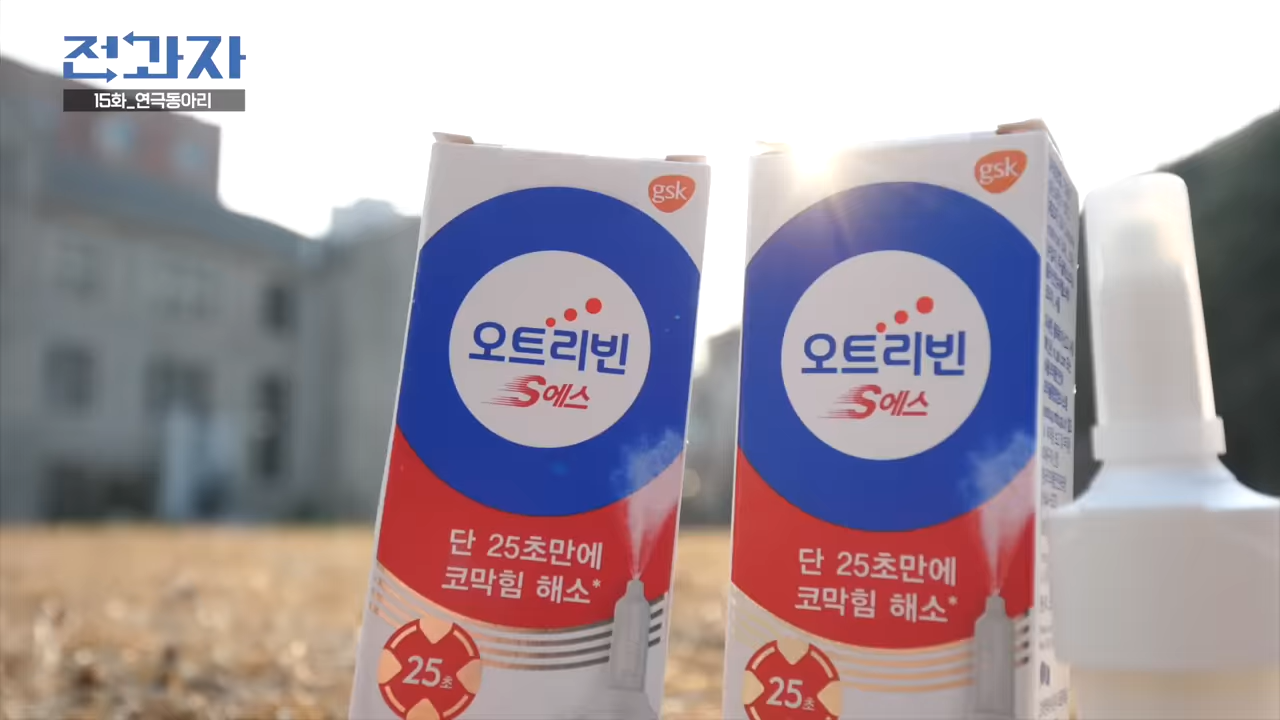 전과자
15화_연극동아리
gsk
오트리빈
S에스
단 25초만에
코막힘 해소*
25초
gsk
오트리빈
S에스
단 25초만에
코막힘 해소*
25초